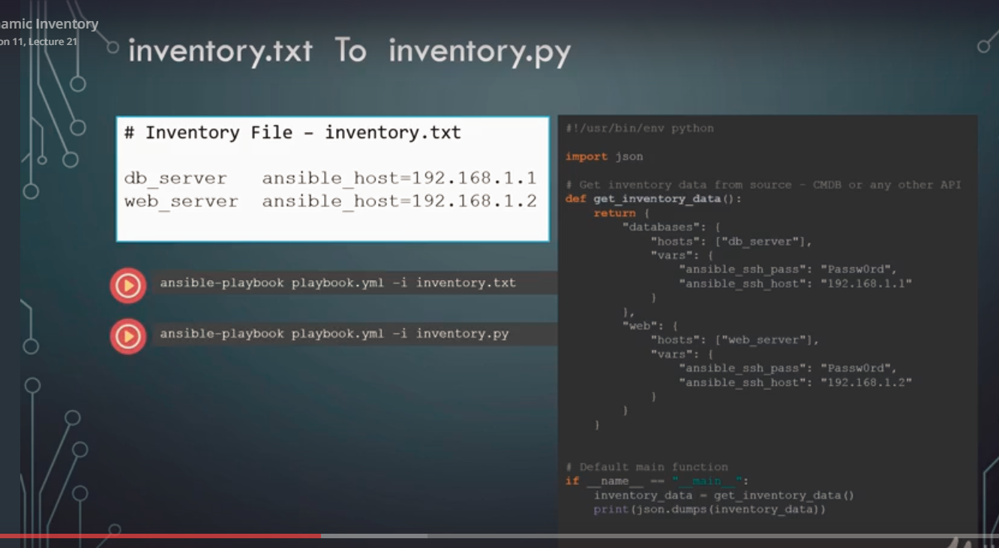 amic Inventory
on 11, Lecture 21
inventory.txt To inventory.py
# Inventory File – inventory.txt
db_server ansible_host=192.168.1.1
web_server ansible_host=192.168.1.2
ansible-playbook playbook.yml -i inventory.txt
ansible-playbook playbook.yml -i inventory.py
#!/usr/bin/env python
import json
# Get inventory data from source – CMDB or any other API
def get_inventory_data():
    return {
        "databases": {
            "hosts": ["db_server"],
            "vars": {
                "ansible_ssh_pass": "Passw0rd",
                "ansible_ssh_host": "192.168.1.1"
            }
        },
        "web": {
            "hosts": ["web_server"],
            "vars": {
                "ansible_ssh_pass": "Passw0rd",
                "ansible_ssh_host": "192.168.1.2"
            }
        }
    }
# Default main function
if __name__ == "__main__":
    inventory_data = get_inventory_data()
    print(json.dumps(inventory_data))